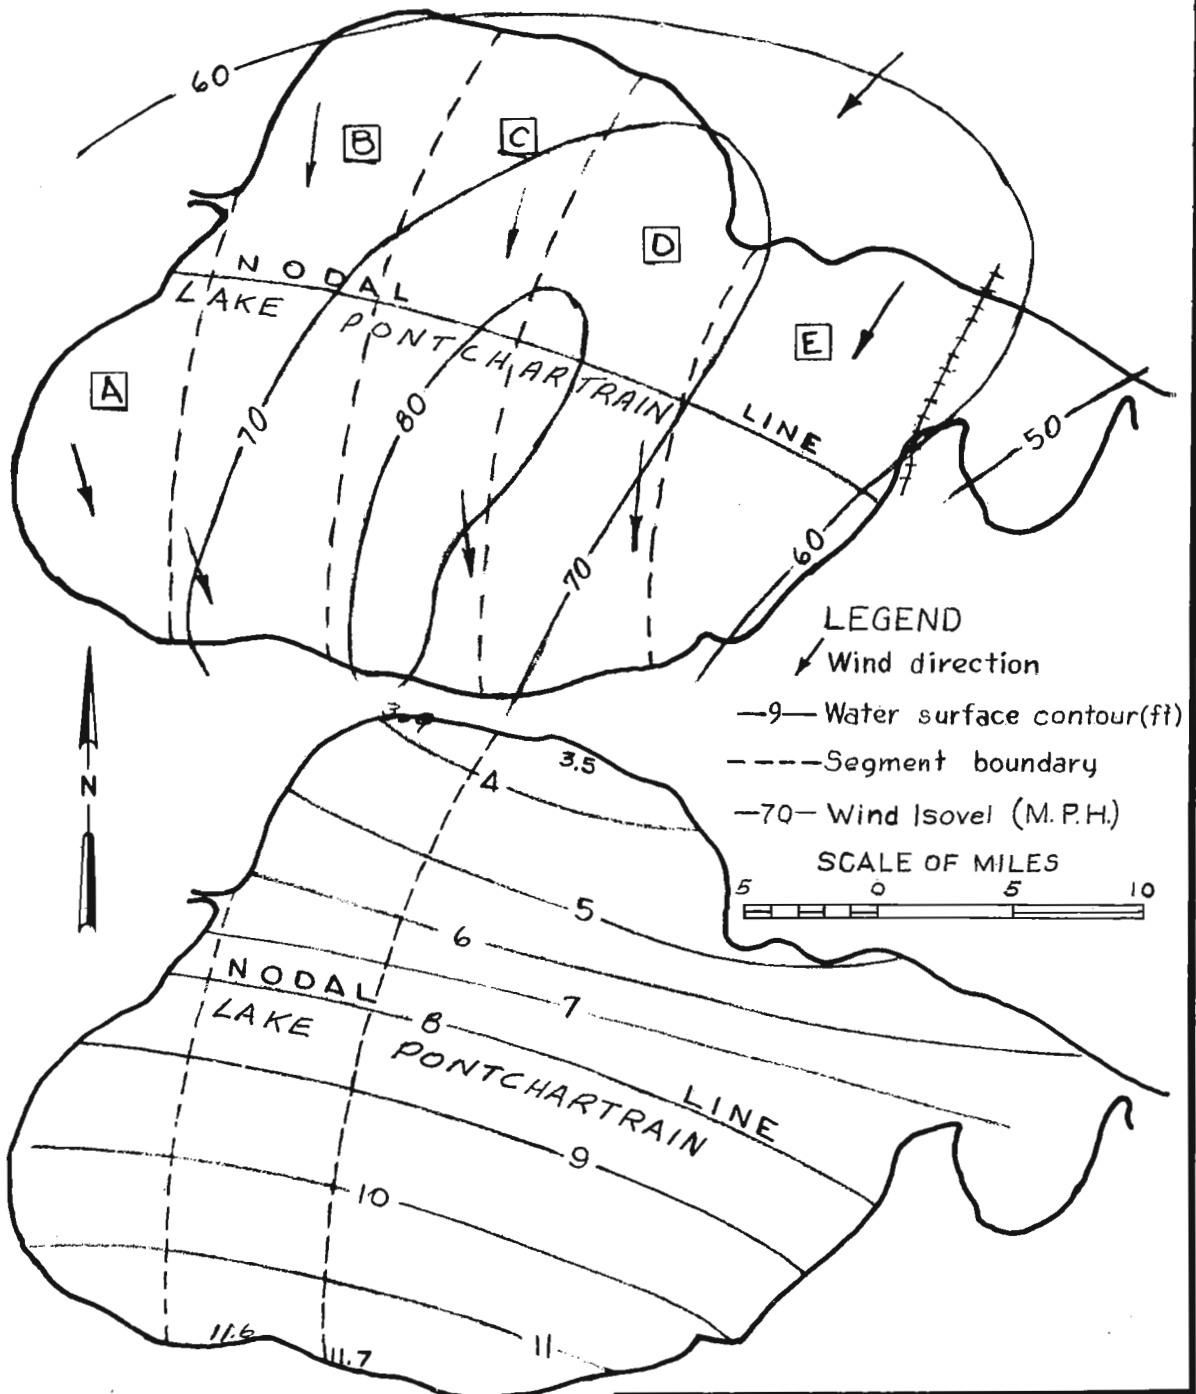 60
B
C
D
NODAL
LAKE PONTCHARTRAIN
LINE
E
A
70
80
50
70
60
LEGEND
Wind direction
—9— Water surface contour(ft)
-----Segment boundary
—70— Wind Isovel (M.P.H.)
SCALE OF MILES
5 0 5 10
N
3.5
4
5
6
7
NODAL
LAKE
8
PONTCHARTRAIN
LINE
9
10
11
11.6
11.7